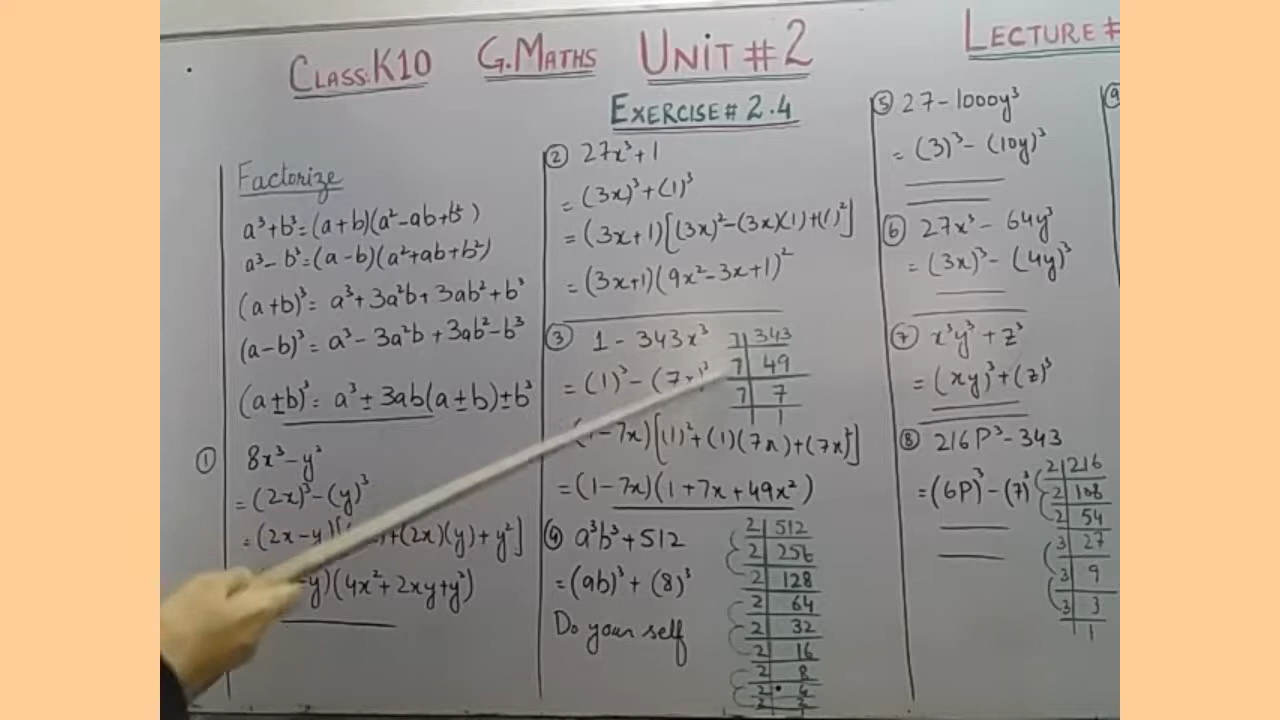 CLASS:K10 G.MATHS UNIT # 2 LECTURE #
EXERCISE # 2.4
Factorize
a³+b³=(a+b)(a²-ab+b²)
a³-b³=(a-b)(a²+ab+b²)
(a+b)³= a³+3a²b+3ab²+b³
(a-b)³= a³-3a²b+3ab²-b³
(a±b)³= a³±3ab(a±b)±b³
① 8x³-y³
=(2x)³-(y)³
=(2x-y)[ +(2x)(y)+y²]
-y)(4x²+2xy+y²)
② 27x³+1
=(3x)³+(1)³
=(3x+1)[(3x)²-(3x)(1)+(1)²]
=(3x+1)(9x²-3x+1)²
③ 1-343x³
=(1)³-(7x)³
(1-7x)[(1)²+(1)(7x)+(7x)²]
=(1-7x)(1+7x+49x²)
7 343
7 49
7 7
1
④ a³b³+512
=(ab)³+(8)³
Do your self
2 512
2 256
2 128
2 64
2 32
2 16
2 8
2 4
2 2
⑤ 27-1000y³
=(3)³-(10y)³
⑥ 27x³-64y³
=(3x)³-(4y)³
⑦ x³y³+z³
=(xy)³+(z)³
⑧ 216P³-343
=(6P)³-(7)³
2 216
2 108
2 54
3 27
3 9
3 3
1
⑨